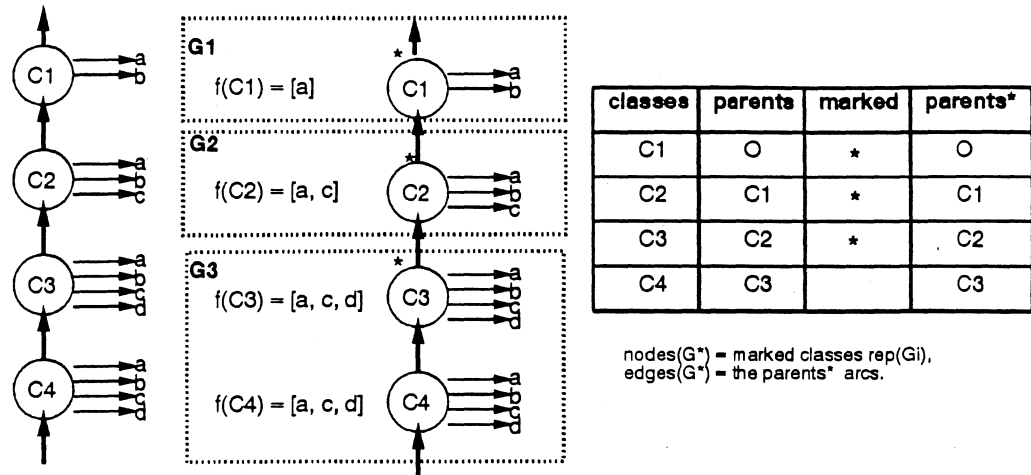 C1
a
b
C2
a
b
c
C3
a
b
c
d
C4
a
b
c
d
G1
f(C1) = [a]
*
C1
a
b
G2
f(C2) = [a, c]
*
C2
a
b
c
G3
f(C3) = [a, c, d]
*
C3
a
b
c
d
f(C4) = [a, c, d]
C4
a
b
c
d
classes parents marked parents*
C1 O * O
C2 C1 * C1
C3 C2 * C2
C4 C3 C3
nodes(G*) = marked classes rep(Gi),
edges(G*) = the parents* arcs.